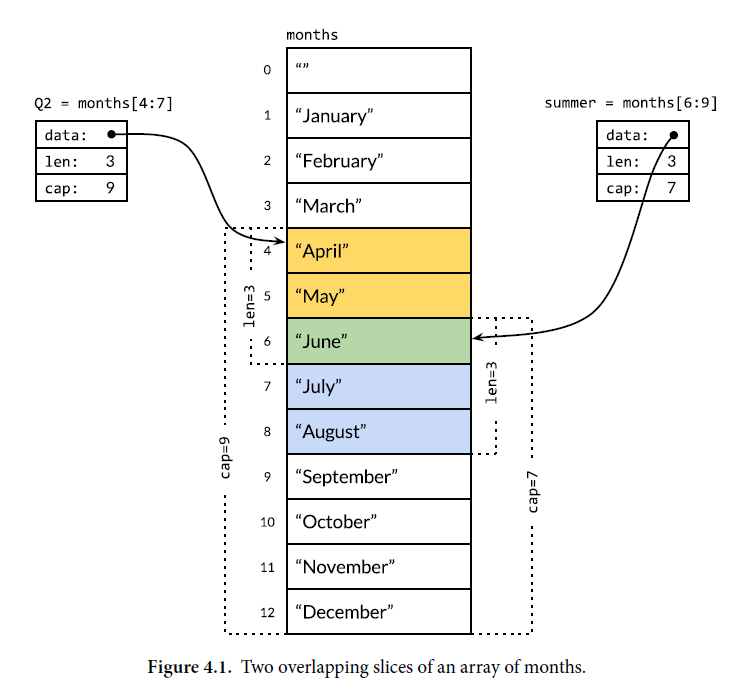 months
Q2 = months[4:7]
data:
len: 3
cap: 9
summer = months[6:9]
data:
len: 3
cap: 7
0 “”
1 “January”
2 “February”
3 “March”
4 “April”
5 “May”
6 “June”
7 “July”
8 “August”
9 “September”
10 “October”
11 “November”
12 “December”
len=3
cap=9
len=3
cap=7
Figure 4.1. Two overlapping slices of an array of months.